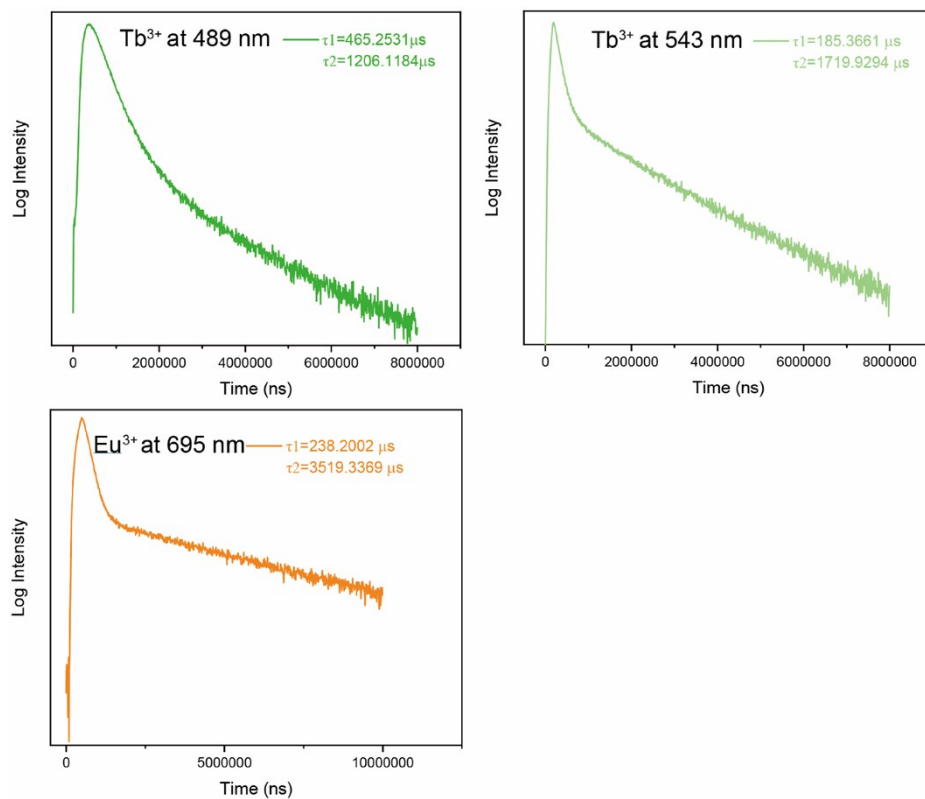 Tb³⁺ at 489 nm
τ1=465.2531μs
τ2=1206.1184μs
Log Intensity
0 2000000 4000000 6000000 8000000
Time (ns)
Tb³⁺ at 543 nm
τ1=185.3661 μs
τ2=1719.9294 μs
Log Intensity
0 2000000 4000000 6000000 8000000
Time (ns)
Eu³⁺ at 695 nm
τ1=238.2002 μs
τ2=3519.3369 μs
Log Intensity
0 5000000 10000000
Time (ns)